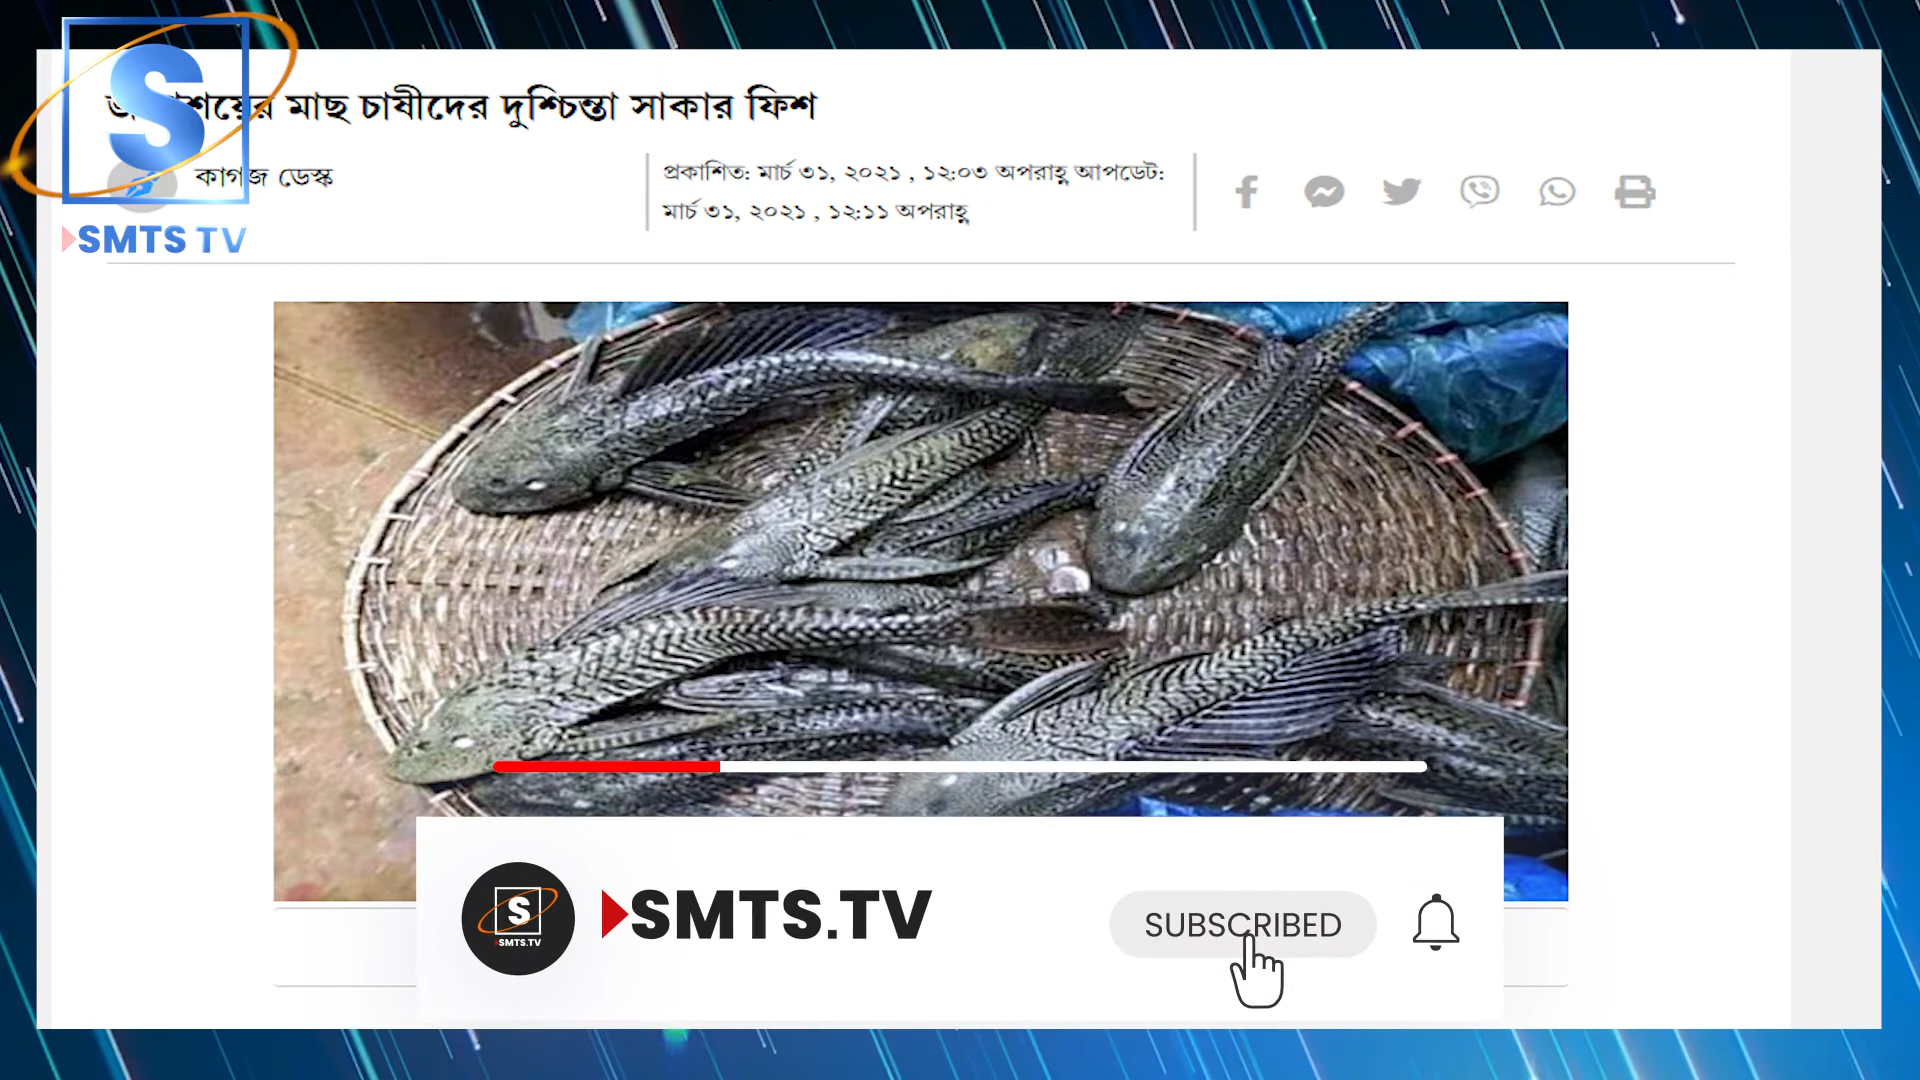 S
মাছ চাষীদের দুশ্চিন্তা সাকার ফিশ
কাগজ ডেস্ক
প্রকাশিত: মার্চ ৩১, ২০২১ , ১২:০৩ অপরাহ্ণ আপডেট:
মার্চ ৩১, ২০২১ , ১২:১১ অপরাহ্ণ
SMTS TV
S
SMTS.TV
SMTS.TV
SUBSCRIBED